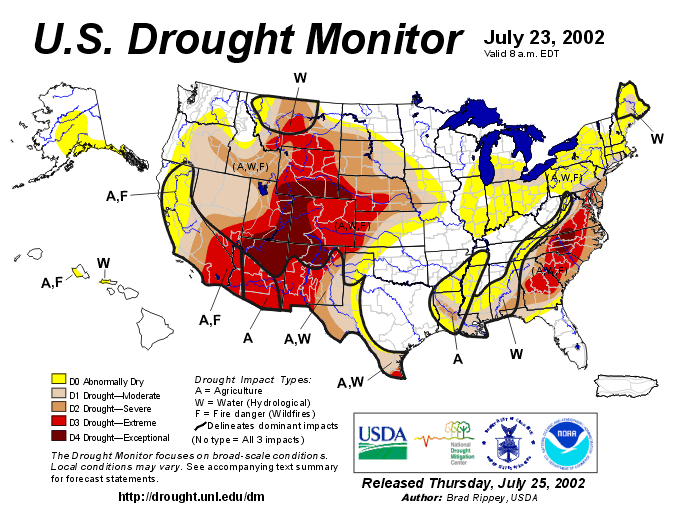 U.S. Drought Monitor
July 23, 2002
Valid 8 a.m. EDT
W
W
(A,W,F)
(A,W,F)
A,F
(A,W,F)
W
A,F
(A,W,F)
A,F
A
A,W
A,W
A
W
D0 Abnormally Dry
D1 Drought—Moderate
D2 Drought—Severe
D3 Drought—Extreme
D4 Drought—Exceptional
Drought Impact Types:
A = Agriculture
W = Water (Hydrological)
F = Fire danger (Wildfires)
Delineates dominant impacts
(No type = All 3 impacts)
The Drought Monitor focuses on broad-scale conditions.
Local conditions may vary. See accompanying text summary
for forecast statements.
http://drought.unl.edu/dm
USDA
National
Drought
Mitigation
Center
NOAA
Released Thursday, July 25, 2002
Author: Brad Rippey, USDA